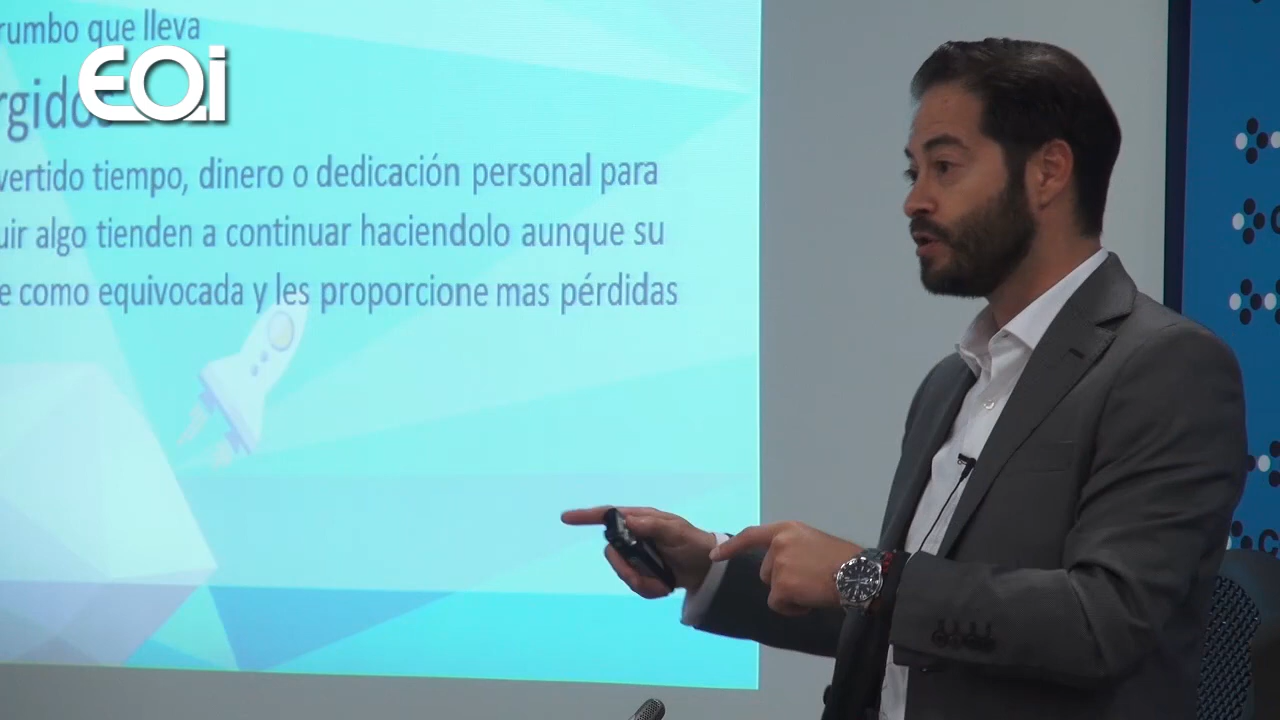 rumbo que lleva
EOi
rgidos
vertido tiempo, dinero o dedicación personal para
uir algo tienden a continuar haciendolo aunque su
e como equivocada y les proporcione mas pérdidas